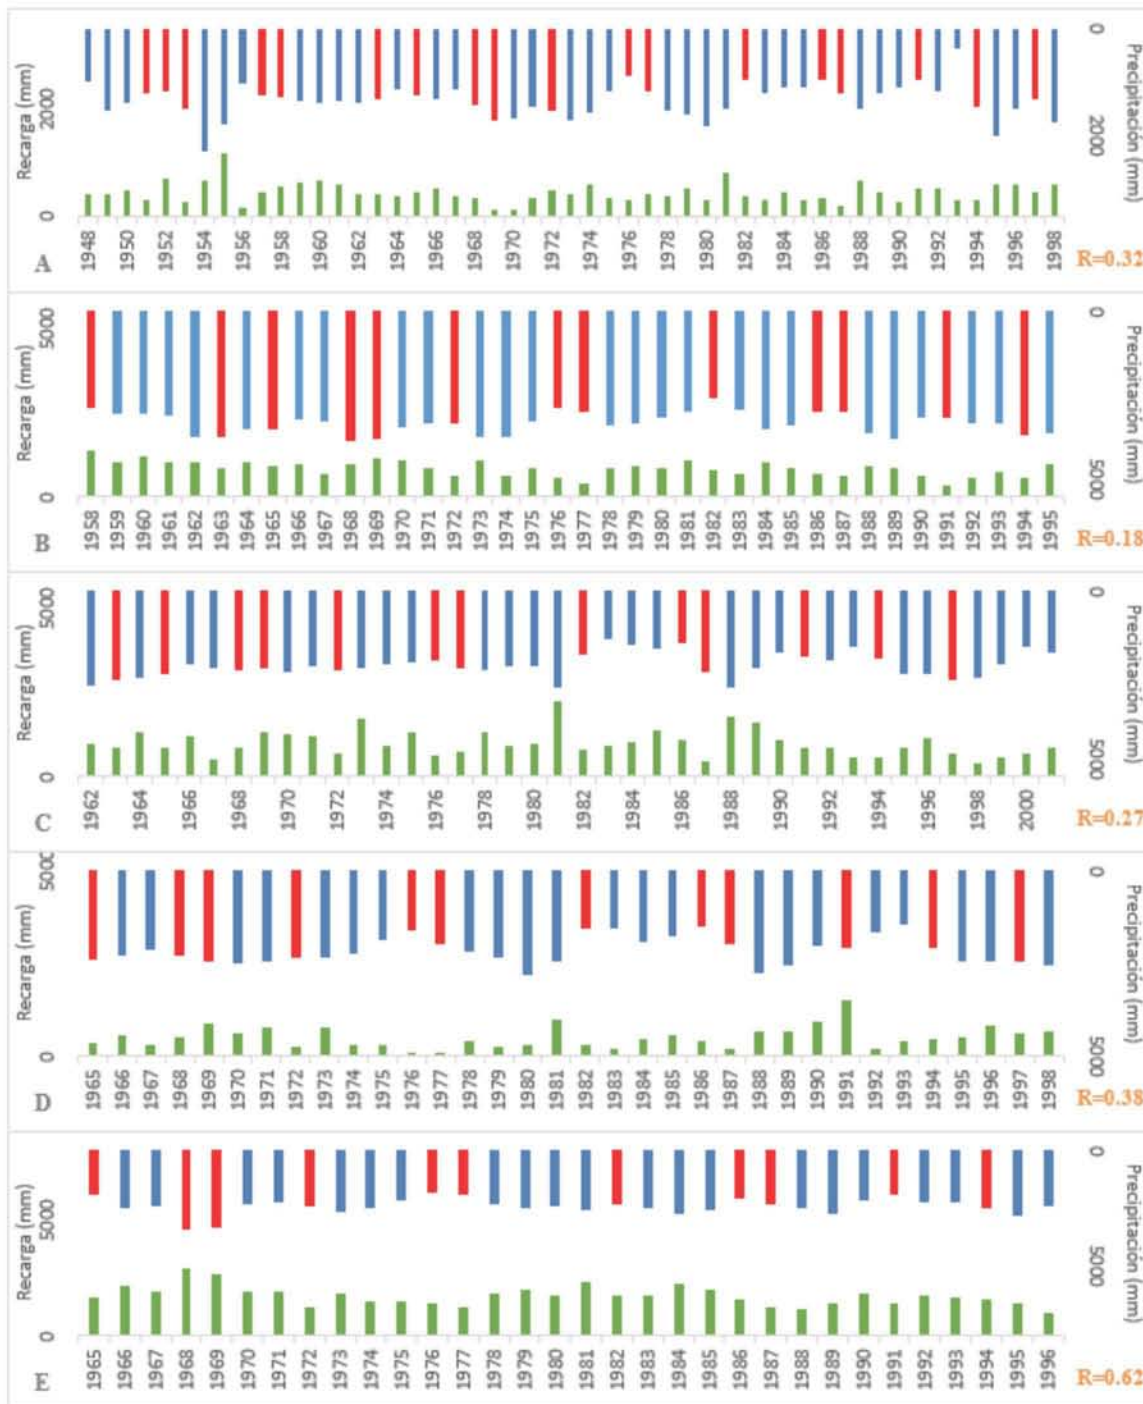 Recarga (mm)
2000
0
0
2000
Precipitación (mm)
1948 1950 1952 1954 1956 1958 1960 1962 1964 1966 1968 1970 1972 1974 1976 1978 1980 1982 1984 1986 1988 1990 1992 1994 1996 1998
A
R=0.32
Recarga (mm)
5000
0
0
5000
Precipitación (mm)
1958 1959 1960 1961 1962 1963 1964 1965 1966 1967 1968 1969 1970 1971 1972 1973 1974 1975 1976 1977 1978 1979 1980 1981 1982 1983 1984 1985 1986 1987 1988 1989 1990 1991 1992 1993 1994 1995
B
R=0.18
Recarga (mm)
5000
0
0
5000
Precipitación (mm)
1962 1964 1966 1968 1970 1972 1974 1976 1978 1980 1982 1984 1986 1988 1990 1992 1994 1996 1998 2000
C
R=0.27
Recarga (mm)
5000
0
0
5000
Precipitación (mm)
1965 1966 1967 1968 1969 1970 1971 1972 1973 1974 1975 1976 1977 1978 1979 1980 1981 1982 1983 1984 1985 1986 1987 1988 1989 1990 1991 1992 1993 1994 1995 1996 1997 1998
D
R=0.38
Recarga (mm)
5000
0
0
5000
Precipitación (mm)
1965 1966 1967 1968 1969 1970 1971 1972 1973 1974 1975 1976 1977 1978 1979 1980 1981 1982 1983 1984 1985 1986 1987 1988 1989 1990 1991 1992 1993 1994 1995 1996
E
R=0.62